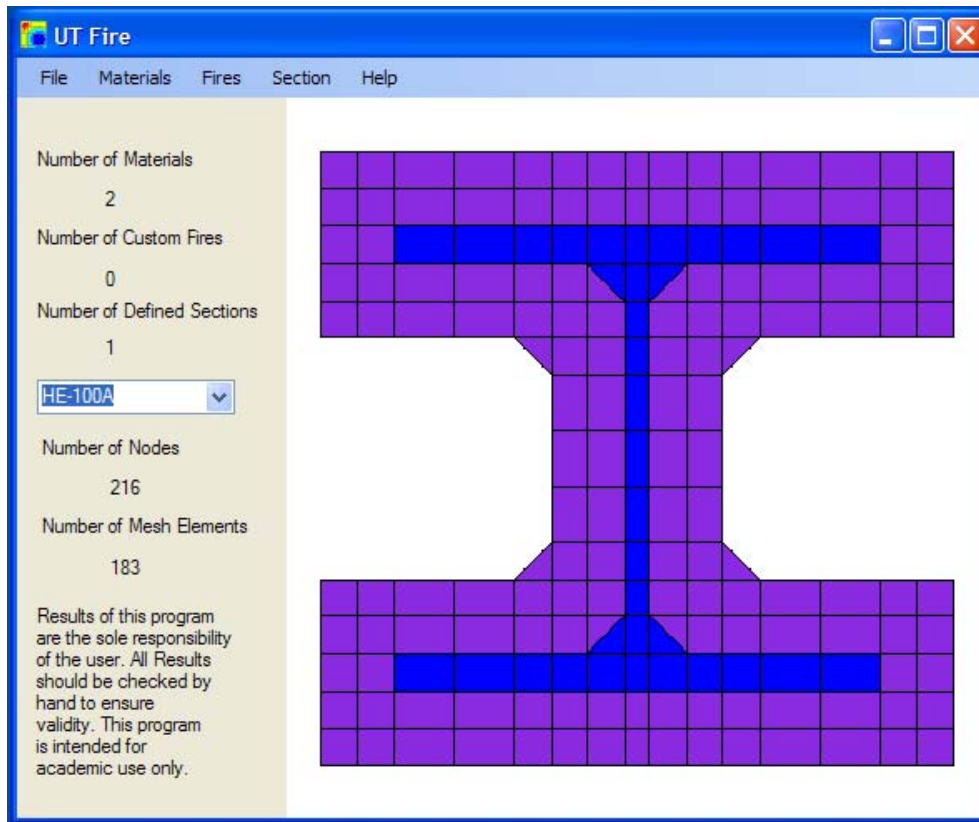 UT Fire
File Materials Fires Section Help
Number of Materials
2
Number of Custom Fires
0
Number of Defined Sections
1
HE-100A
Number of Nodes
216
Number of Mesh Elements
183
Results of this program
are the sole responsibility
of the user. All Results
should be checked by
hand to ensure
validity. This program
is intended for
academic use only.